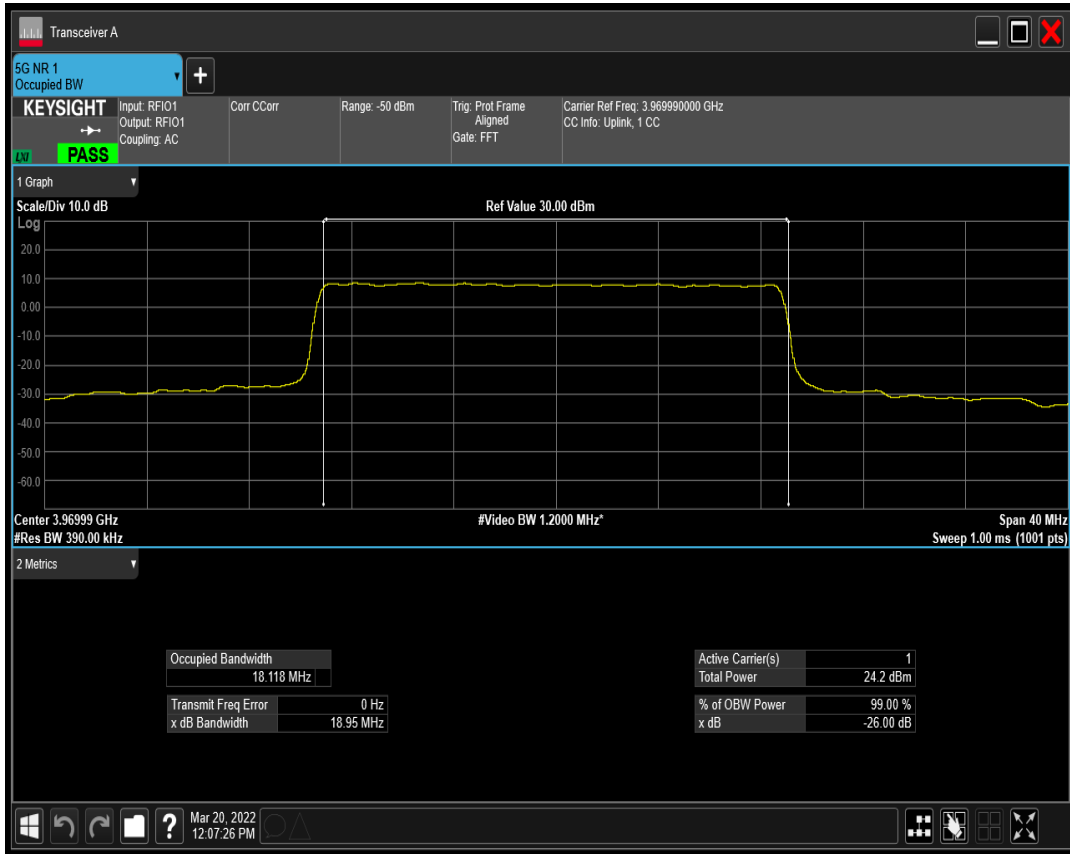 Transceiver A
5G NR 1
Occupied BW
+
KEYSIGHT
LXI
PASS
Input: RFIO1
Output: RFIO1
Coupling: AC
Corr CCorr
Range: -50 dBm
Trig: Prot Frame
Aligned
Gate: FFT
Carrier Ref Freq: 3.969990000 GHz
CC Info: Uplink, 1 CC
1 Graph
Scale/Div 10.0 dB
Ref Value 30.00 dBm
Log
20.0
10.0
0.00
-10.0
-20.0
-30.0
-40.0
-50.0
-60.0
Center 3.96999 GHz
#Video BW 1.2000 MHz*
Span 40 MHz
#Res BW 390.00 kHz
Sweep 1.00 ms (1001 pts)
2 Metrics
Occupied Bandwidth
18.118 MHz
Transmit Freq Error 0 Hz
x dB Bandwidth 18.95 MHz
Active Carrier(s) 1
Total Power 24.2 dBm
% of OBW Power 99.00 %
x dB -26.00 dB
?
Mar 20, 2022
12:07:26 PM